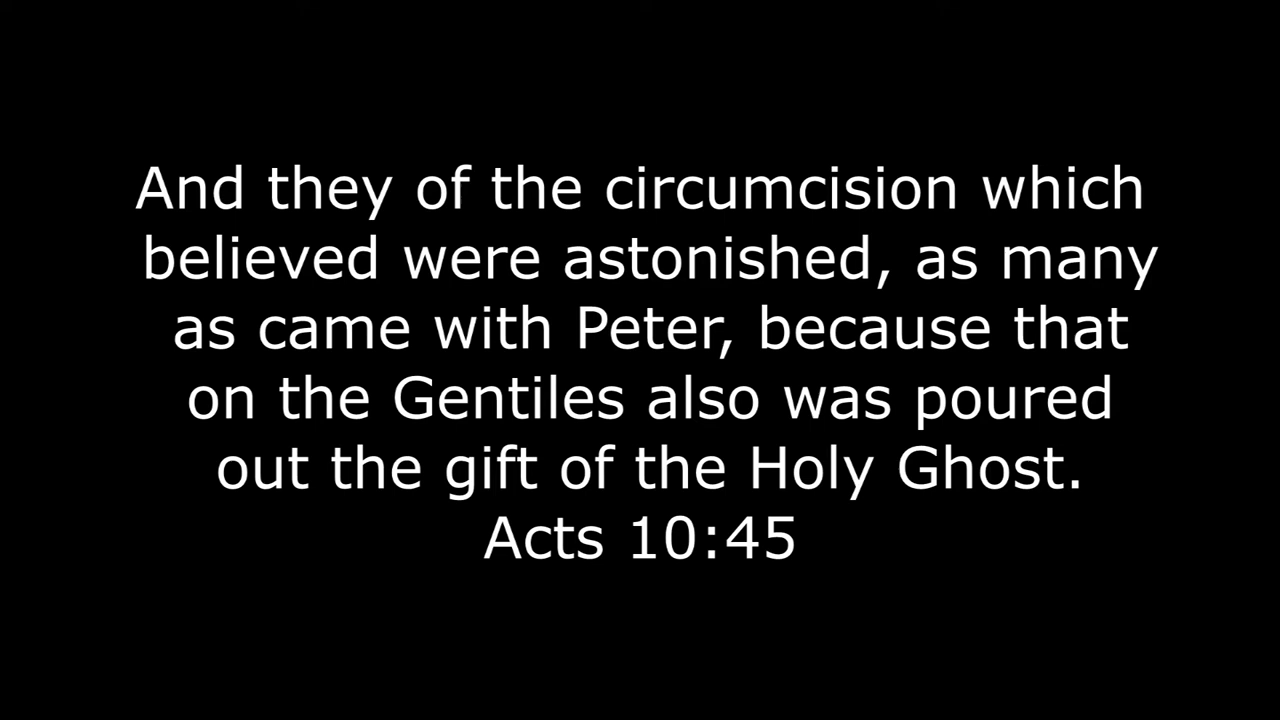 And they of the circumcision which
believed were astonished, as many
as came with Peter, because that
on the Gentiles also was poured
out the gift of the Holy Ghost.
Acts 10:45